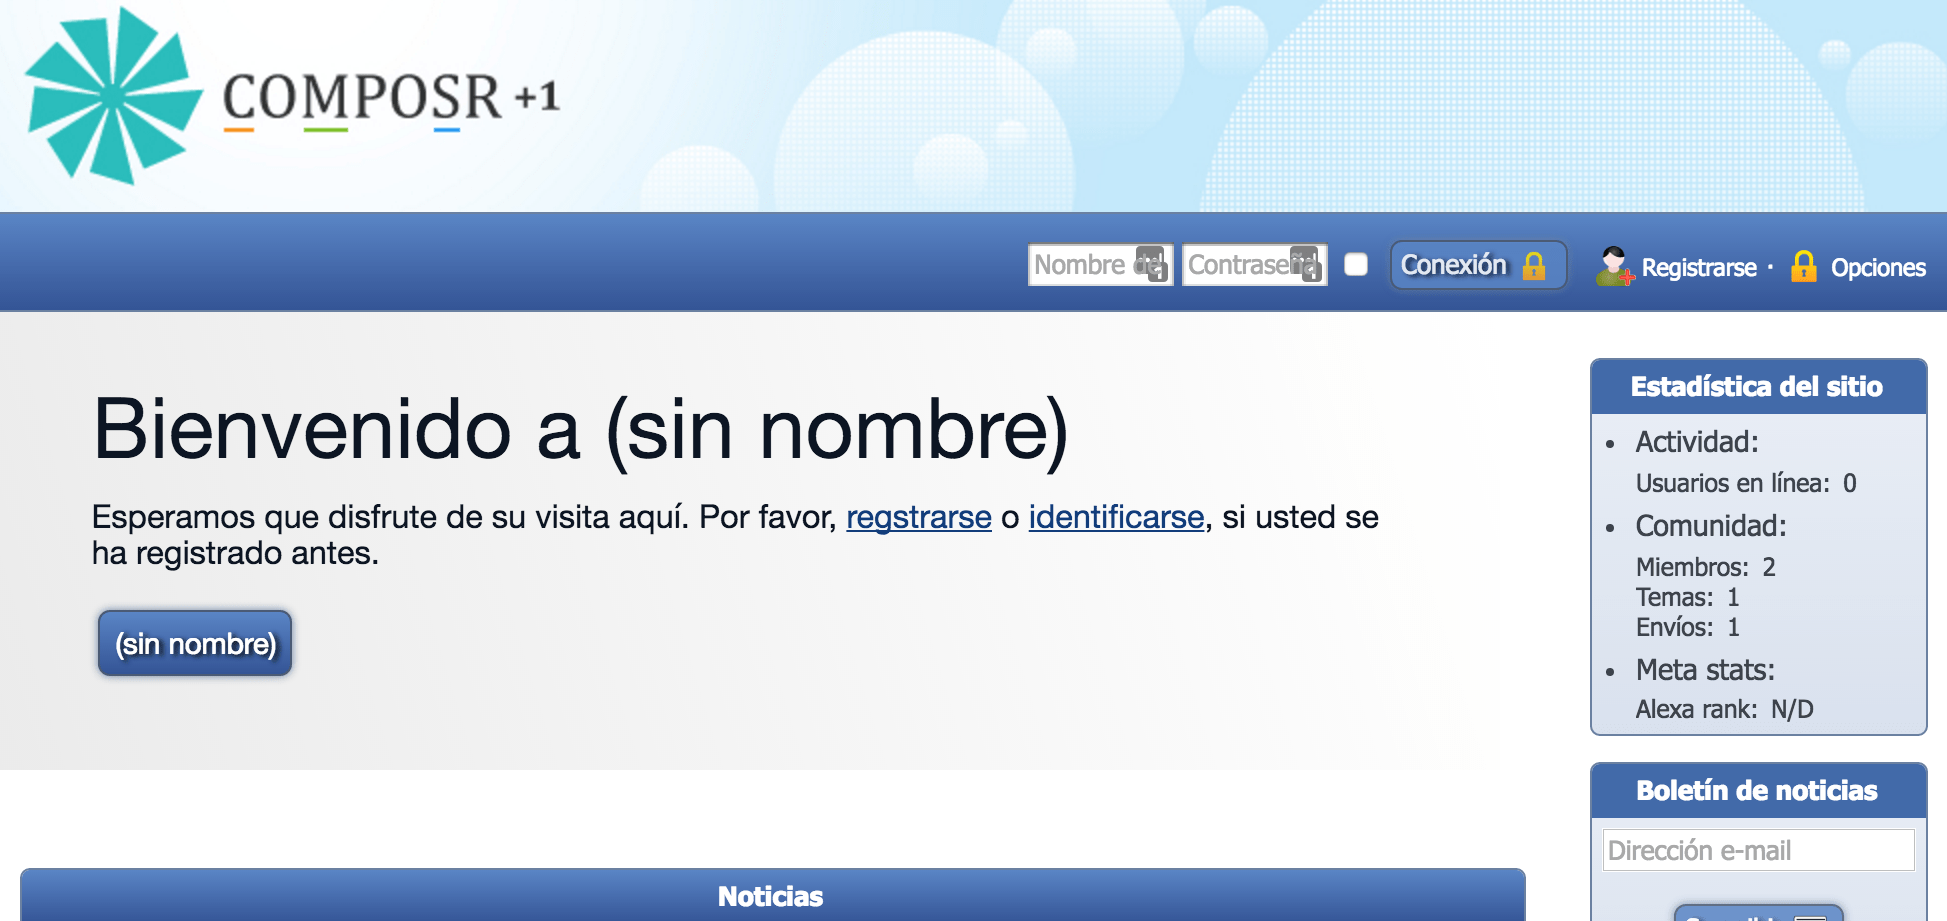 COMPOSR +1
Nombre de
Contraseña
Conexión
Registrarse ·
Opciones
Bienvenido a (sin nombre)
Esperamos que disfrute de su visita aquí. Por favor, regstrarse o identificarse, si usted se
ha registrado antes.
(sin nombre)
Noticias
Estadística del sitio
Actividad:
Usuarios en línea: 0
Comunidad:
Miembros: 2
Temas: 1
Envíos: 1
Meta stats:
Alexa rank: N/D
Boletín de noticias
Dirección e-mail